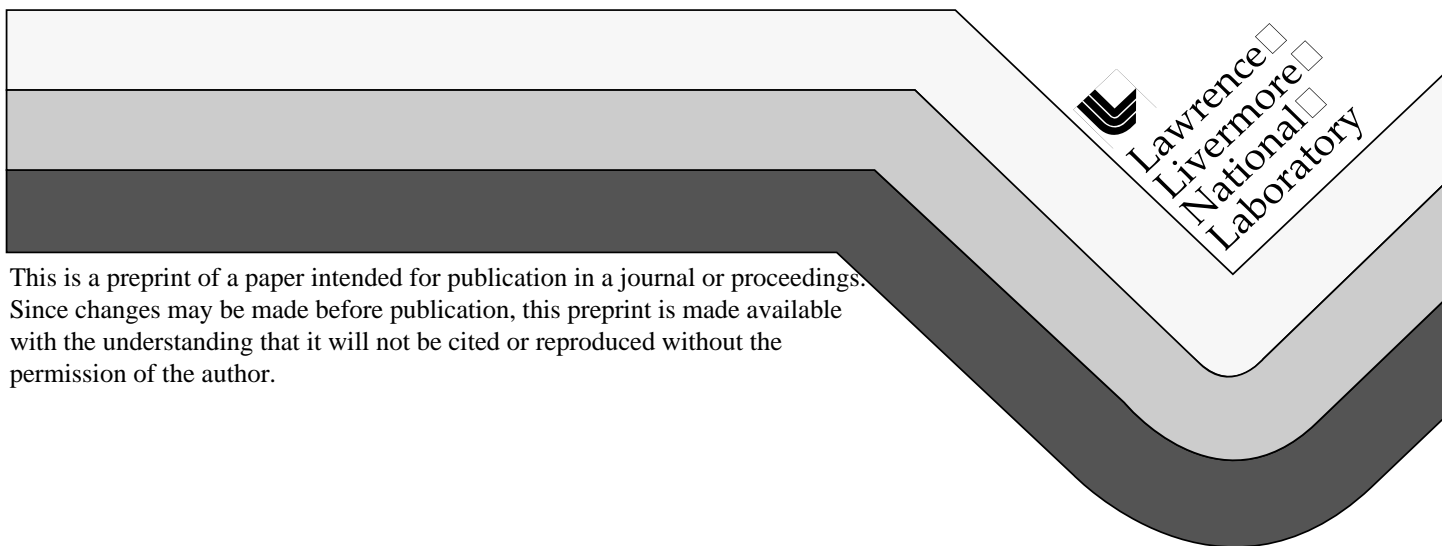 Lawrence
Livermore
National
Laboratory
This is a preprint of a paper intended for publication in a journal or proceedings.
Since changes may be made before publication, this preprint is made available
with the understanding that it will not be cited or reproduced without the
permission of the author.